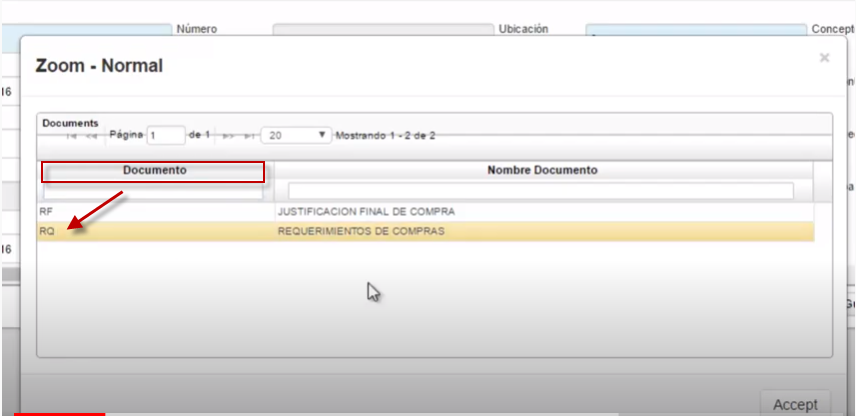 Número Ubicación Concept
Zoom - Normal ×
16
Documents
Página 1 de 1 20 Mostrando 1 - 2 de 2
Documento Nombre Documento
RF JUSTIFICACION FINAL DE COMPRA
RQ REQUERIMIENTOS DE COMPRAS
16
Accept